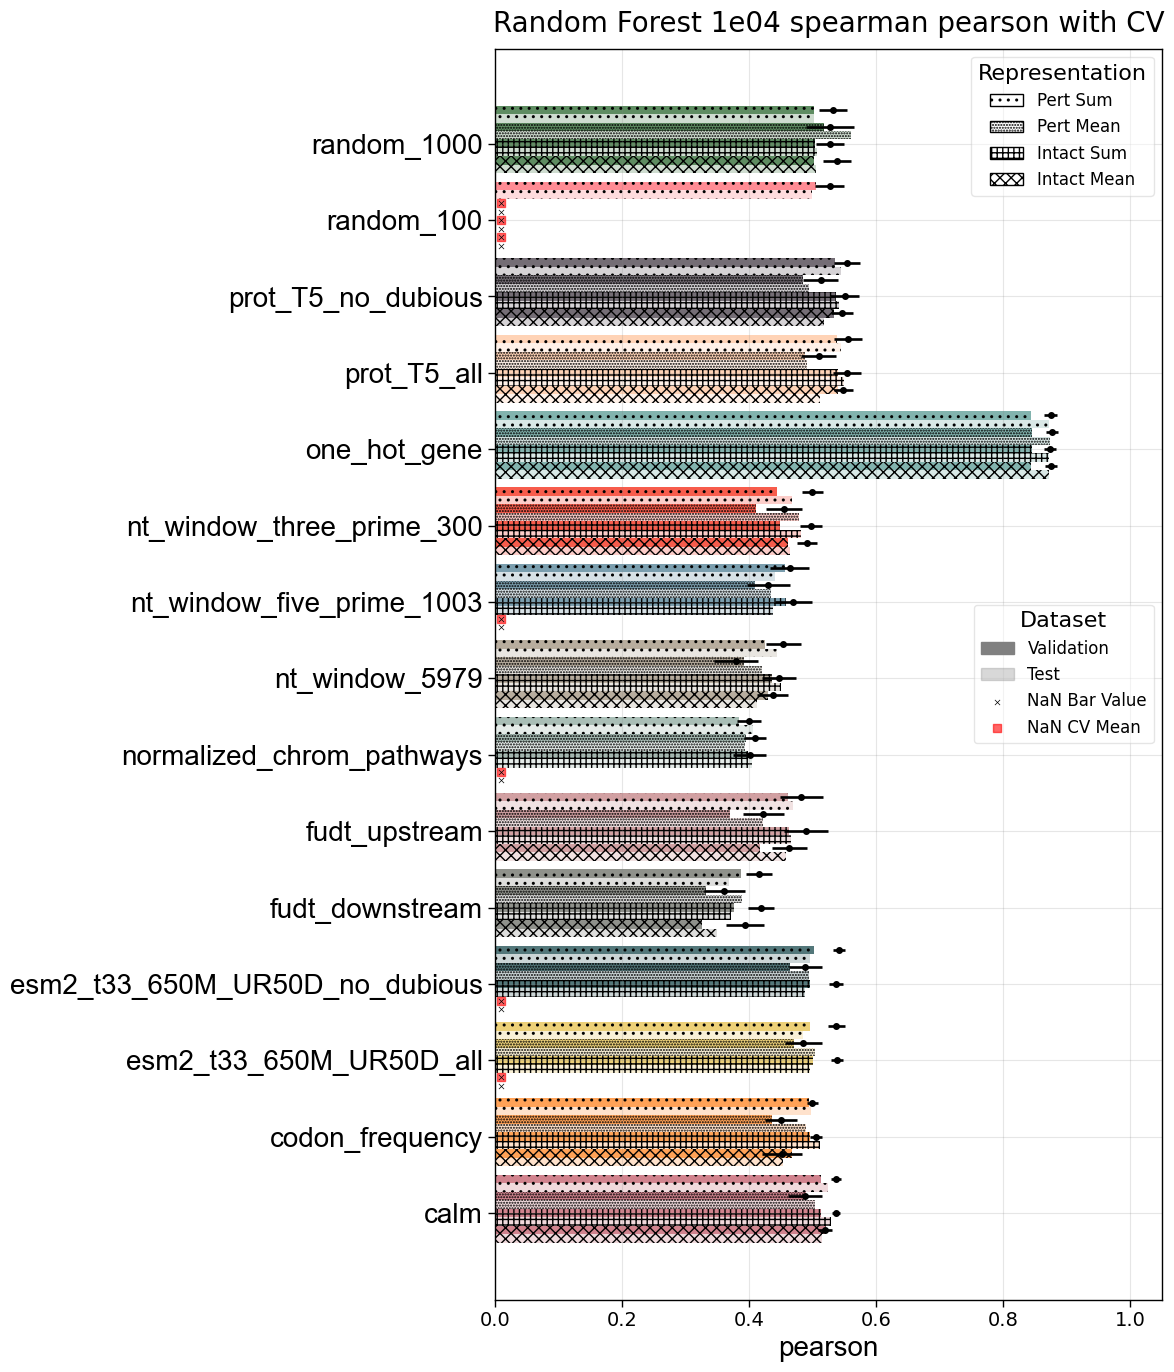 Random Forest 1e04 spearman pearson with CV
Representation
Pert Sum
Pert Mean
Intact Sum
Intact Mean
random_1000
random_100
prot_T5_no_dubious
prot_T5_all
one_hot_gene
nt_window_three_prime_300
nt_window_five_prime_1003
nt_window_5979
normalized_chrom_pathways
fudt_upstream
fudt_downstream
esm2_t33_650M_UR50D_no_dubious
esm2_t33_650M_UR50D_all
codon_frequency
calm
Dataset
Validation
Test
NaN Bar Value
NaN CV Mean
0.0 0.2 0.4 0.6 0.8 1.0
pearson